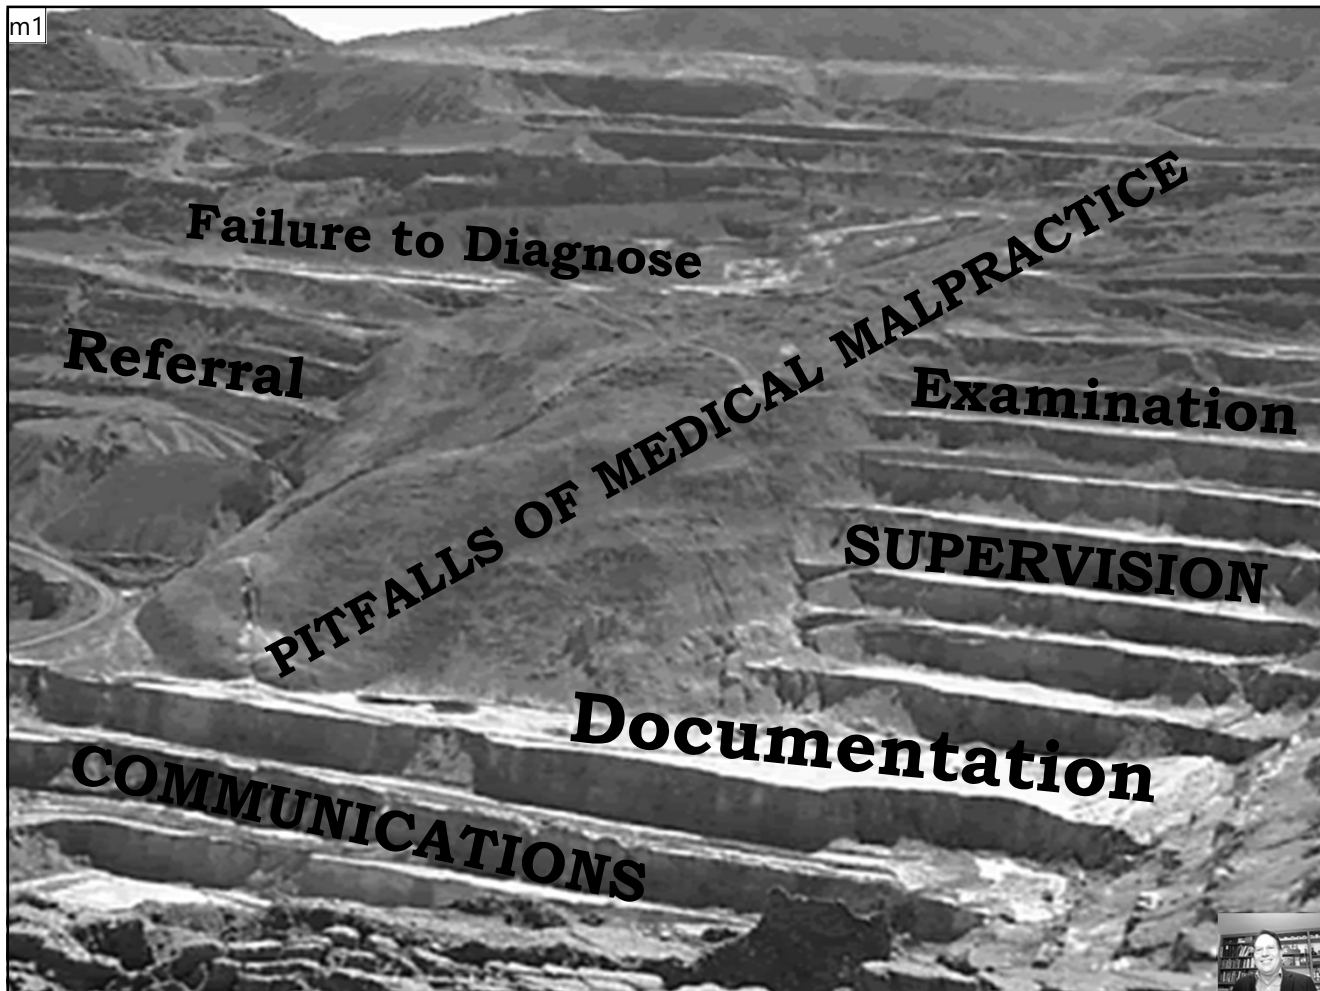 m1
Failure to Diagnose
PITFALLS OF MEDICAL MALPRACTICE
Referral
Examination
SUPERVISION
Documentation
COMMUNICATIONS